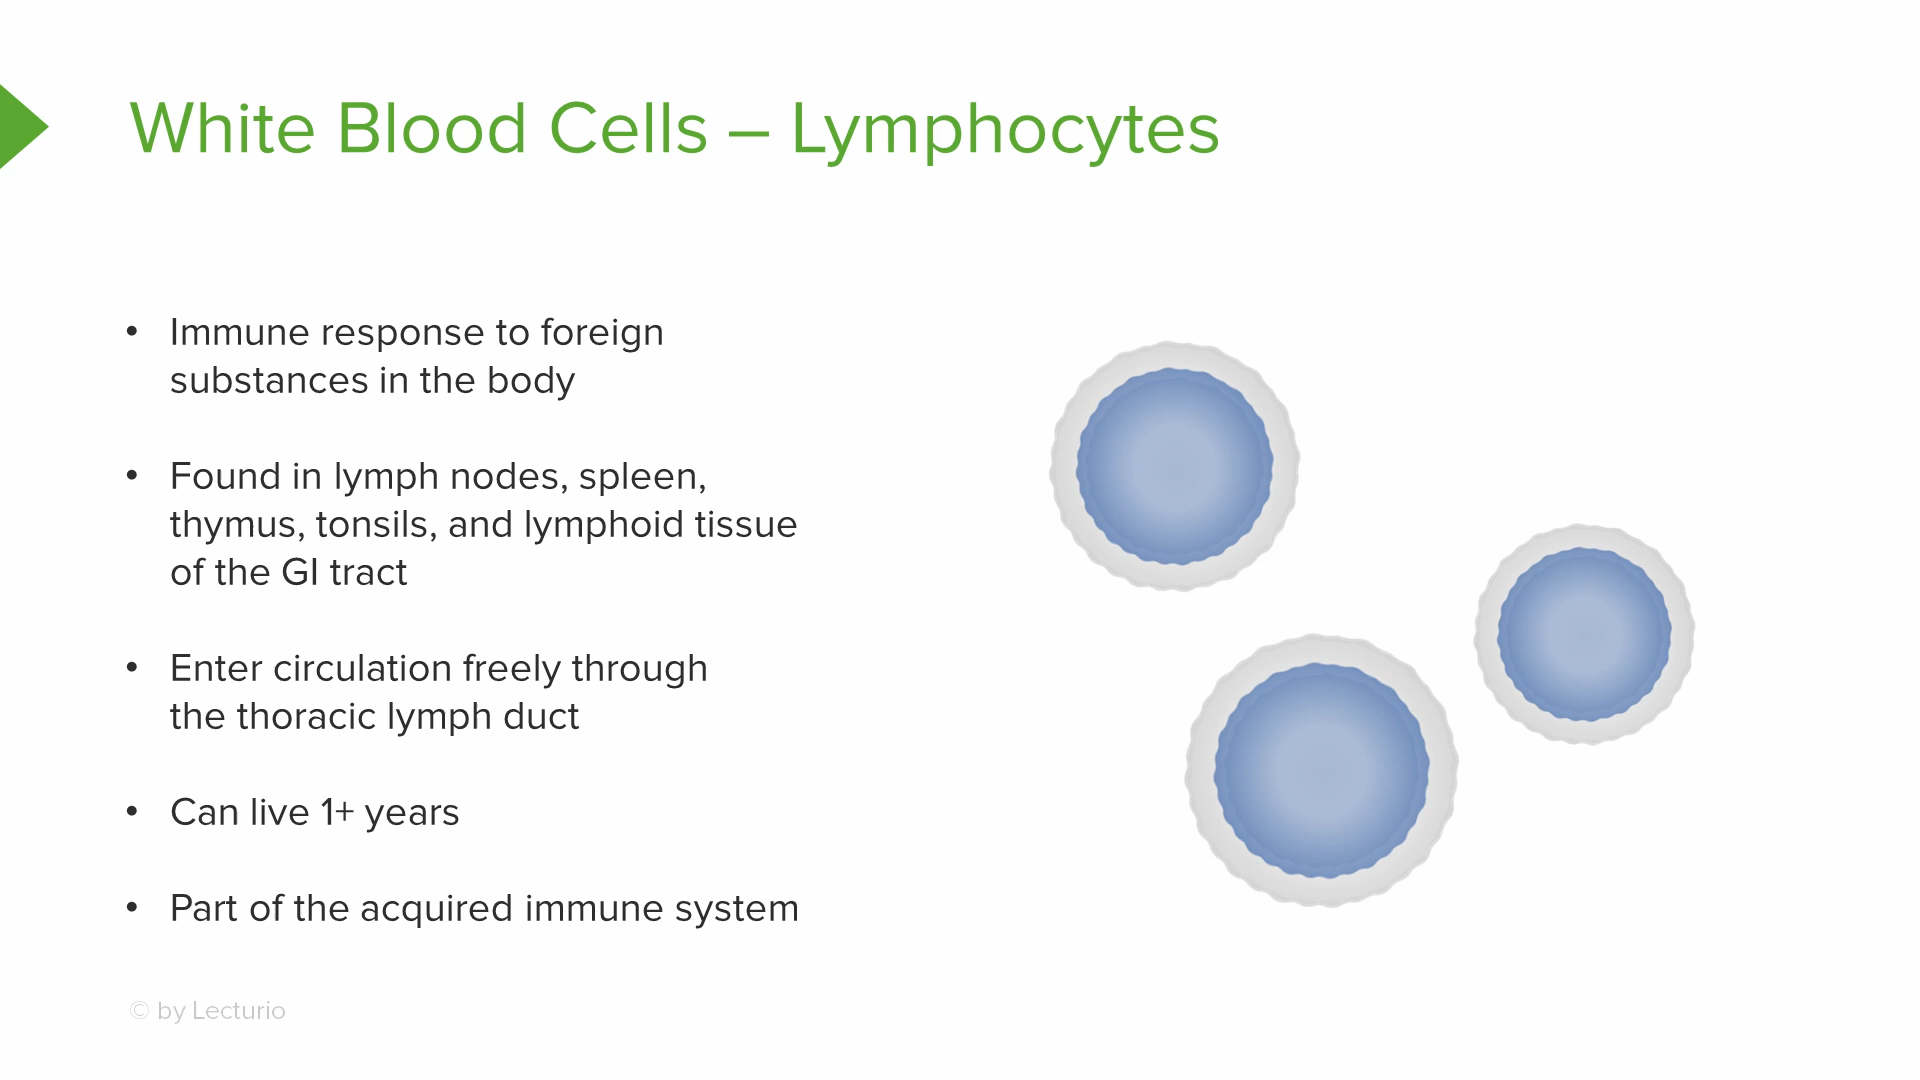 White Blood Cells – Lymphocytes
• Immune response to foreign
substances in the body
• Found in lymph nodes, spleen,
thymus, tonsils, and lymphoid tissue
of the GI tract
• Enter circulation freely through
the thoracic lymph duct
• Can live 1+ years
• Part of the acquired immune system
© by Lecturio